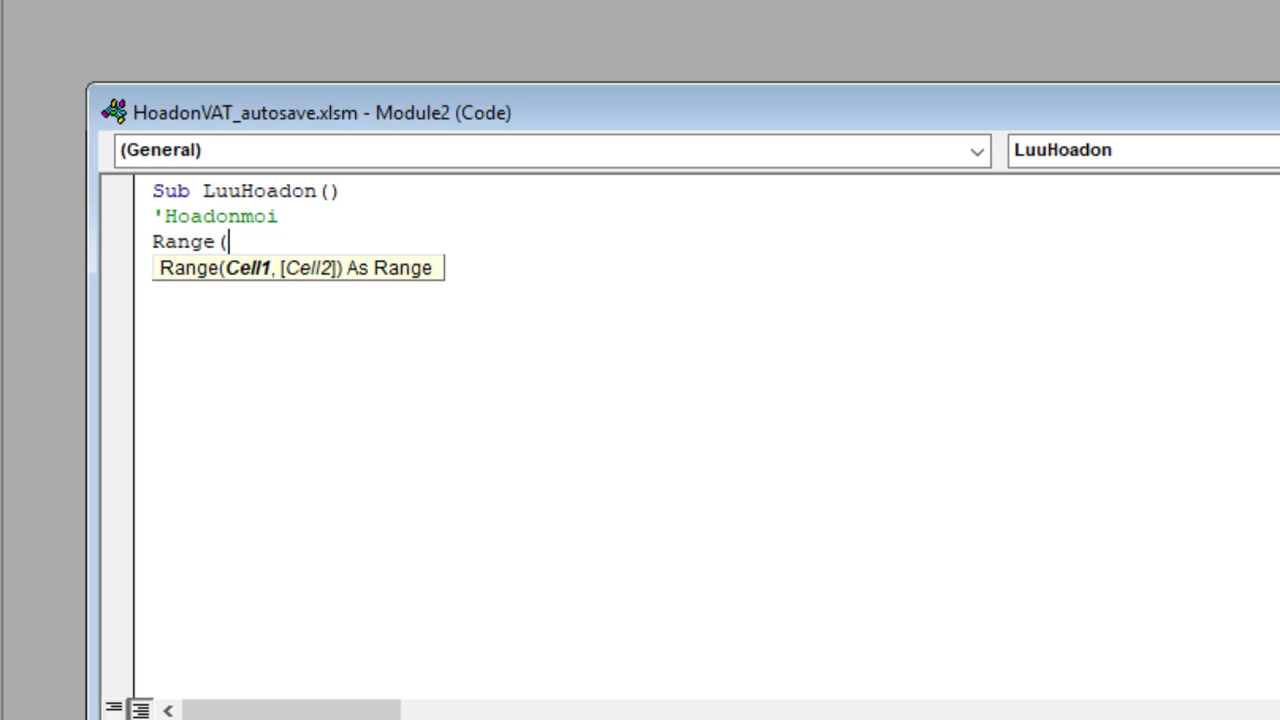 HoadonVAT_autosave.xlsm - Module2 (Code)
(General)
LuuHoadon
Sub LuuHoadon()
'Hoadonmoi
Range(
Range(Cell1, [Cell2]) As Range